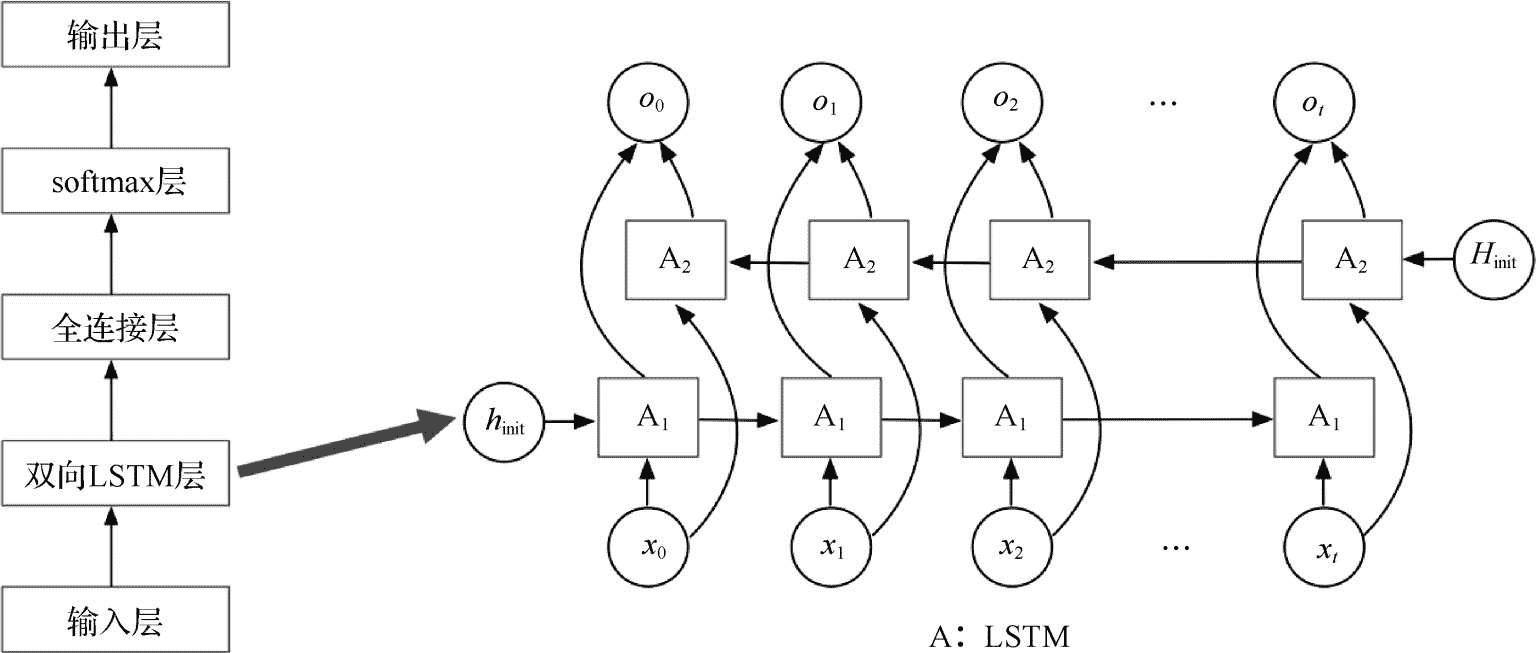 输出层
softmax层
全连接层
双向LSTM层
输入层
o0 o1 o2 … ot
A2 A2 A2 A2 Hinit
hinit A1 A1 A1 A1
x0 x1 x2 … xt
A：LSTM